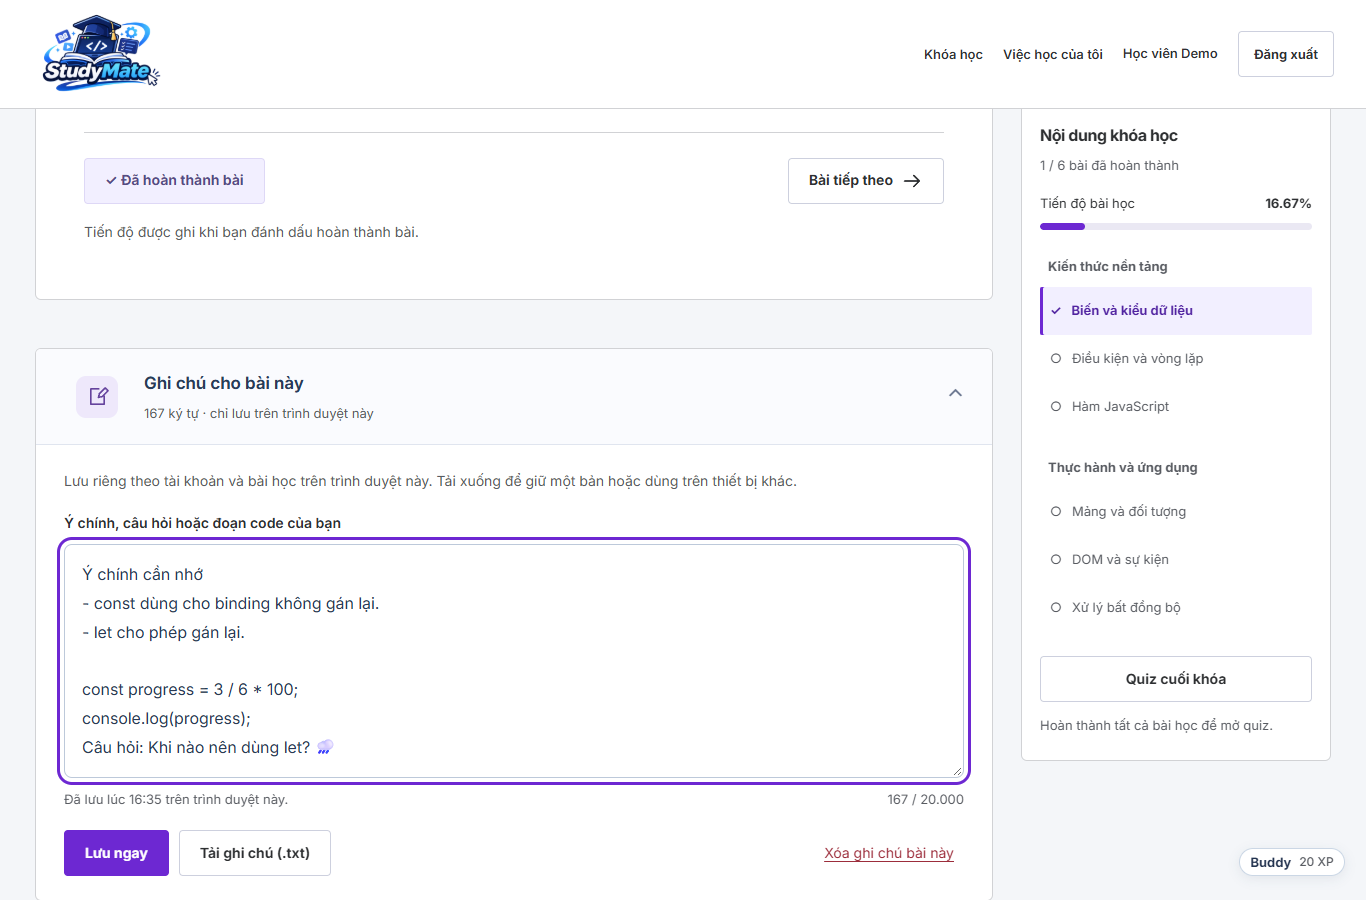 StudyMate
Khóa học
Việc học của tôi
Học viên Demo
Đăng xuất
✓ Đã hoàn thành bài
Bài tiếp theo →
Tiến độ được ghi khi bạn đánh dấu hoàn thành bài.
Ghi chú cho bài này
167 ký tự · chỉ lưu trên trình duyệt này
Lưu riêng theo tài khoản và bài học trên trình duyệt này. Tải xuống để giữ một bản hoặc dùng trên thiết bị khác.
Ý chính, câu hỏi hoặc đoạn code của bạn
Ý chính cần nhớ
- const dùng cho binding không gán lại.
- let cho phép gán lại.
const progress = 3 / 6 * 100;
console.log(progress);
Câu hỏi: Khi nào nên dùng let? 🌧️
Đã lưu lúc 16:35 trên trình duyệt này.
167 / 20.000
Lưu ngay
Tải ghi chú (.txt)
Xóa ghi chú bài này
Nội dung khóa học
1 / 6 bài đã hoàn thành
Tiến độ bài học
16.67%
Kiến thức nền tảng
✓ Biến và kiểu dữ liệu
Điều kiện và vòng lặp
Hàm JavaScript
Thực hành và ứng dụng
Mảng và đối tượng
DOM và sự kiện
Xử lý bất đồng bộ
Quiz cuối khóa
Hoàn thành tất cả bài học để mở quiz.
Buddy 20 XP